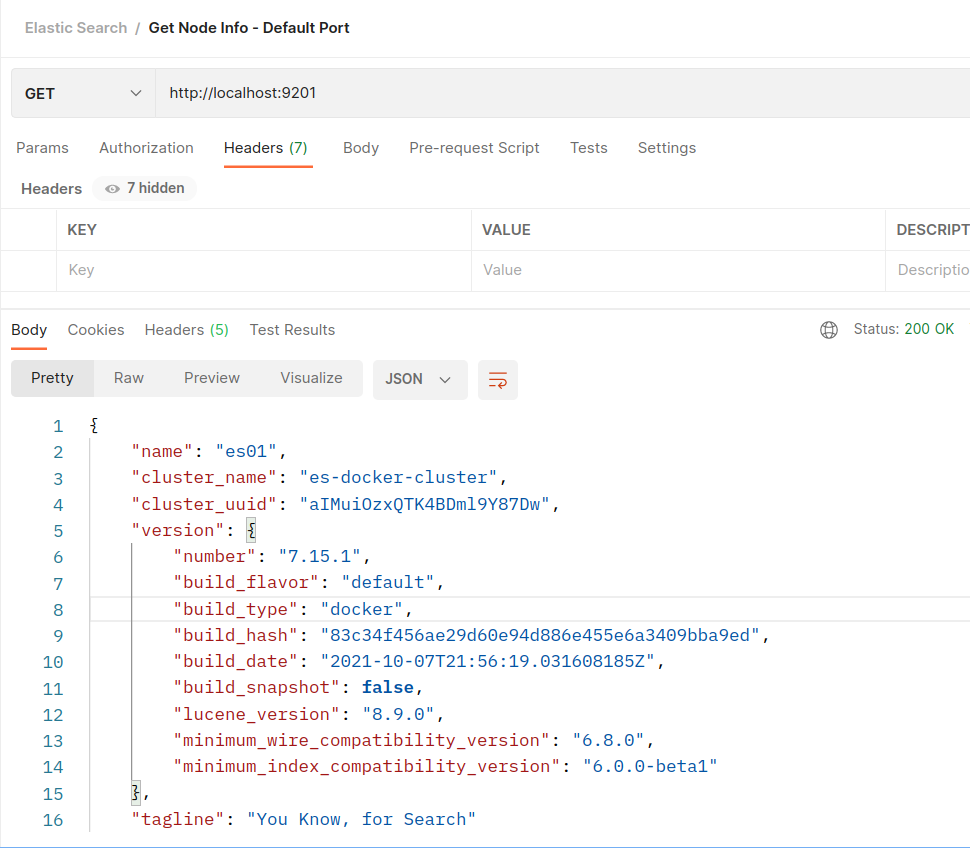 Elastic Search / Get Node Info - Default Port
GET http://localhost:9201
Params Authorization Headers (7) Body Pre-request Script Tests Settings
Headers 7 hidden
KEY VALUE DESCRIPT
Key Value Descriptio
Body Cookies Headers (5) Test Results Status: 200 OK
Pretty Raw Preview Visualize JSON
1 {
2 "name": "es01",
3 "cluster_name": "es-docker-cluster",
4 "cluster_uuid": "aIMuiOzxQTK4BDml9Y87Dw",
5 "version": {
6 "number": "7.15.1",
7 "build_flavor": "default",
8 "build_type": "docker",
9 "build_hash": "83c34f456ae29d60e94d886e455e6a3409bba9ed",
10 "build_date": "2021-10-07T21:56:19.031608185Z",
11 "build_snapshot": false,
12 "lucene_version": "8.9.0",
13 "minimum_wire_compatibility_version": "6.8.0",
14 "minimum_index_compatibility_version": "6.0.0-beta1"
15 },
16 "tagline": "You Know, for Search"